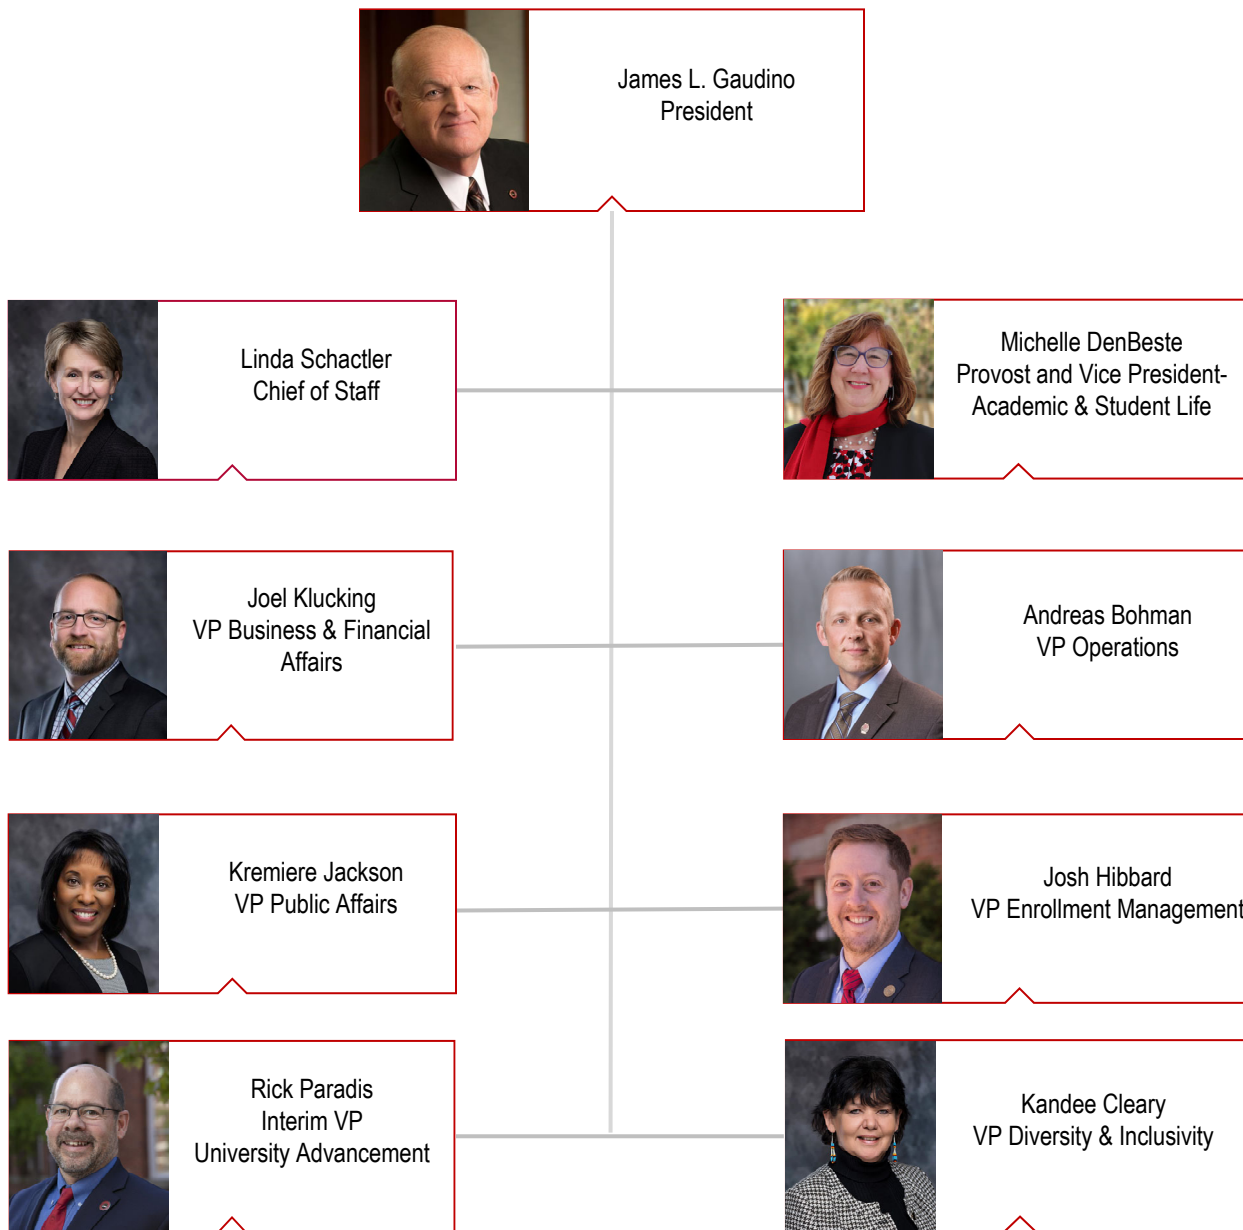 James L. Gaudino
President
Linda Schactler
Chief of Staff
Michelle DenBeste
Provost and Vice President-
Academic & Student Life
Joel Klucking
VP Business & Financial
Affairs
Andreas Bohman
VP Operations
Kremiere Jackson
VP Public Affairs
Josh Hibbard
VP Enrollment Management
Rick Paradis
Interim VP
University Advancement
Kandee Cleary
VP Diversity & Inclusivity